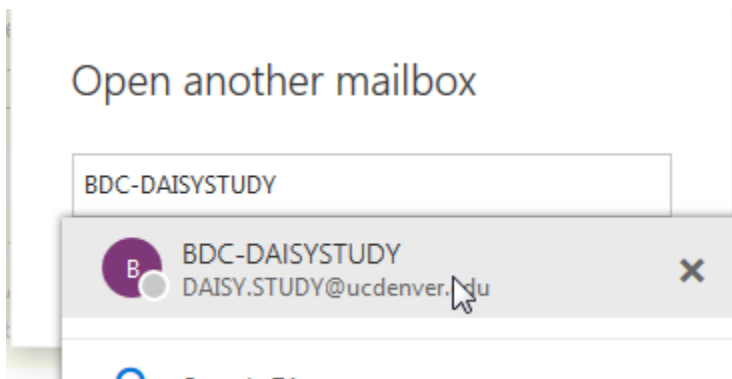 Open another mailbox
BDC-DAISYSTUDY
B
BDC-DAISYSTUDY
DAISY.STUDY@ucdenver.edu